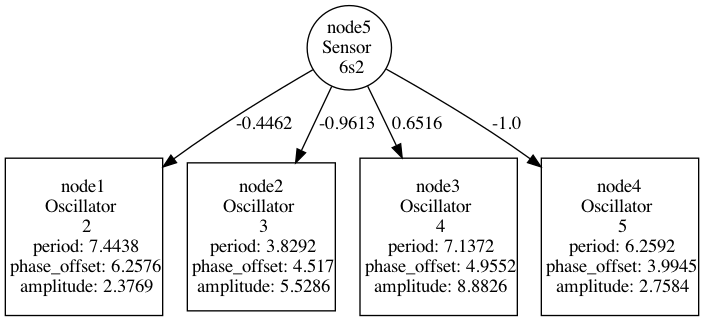 node5
Sensor
6s2
-0.4462
-0.9613
0.6516
-1.0
node1
Oscillator
2
period: 7.4438
phase_offset: 6.2576
amplitude: 2.3769
node2
Oscillator
3
period: 3.8292
phase_offset: 4.517
amplitude: 5.5286
node3
Oscillator
4
period: 7.1372
phase_offset: 4.9552
amplitude: 8.8826
node4
Oscillator
5
period: 6.2592
phase_offset: 3.9945
amplitude: 2.7584